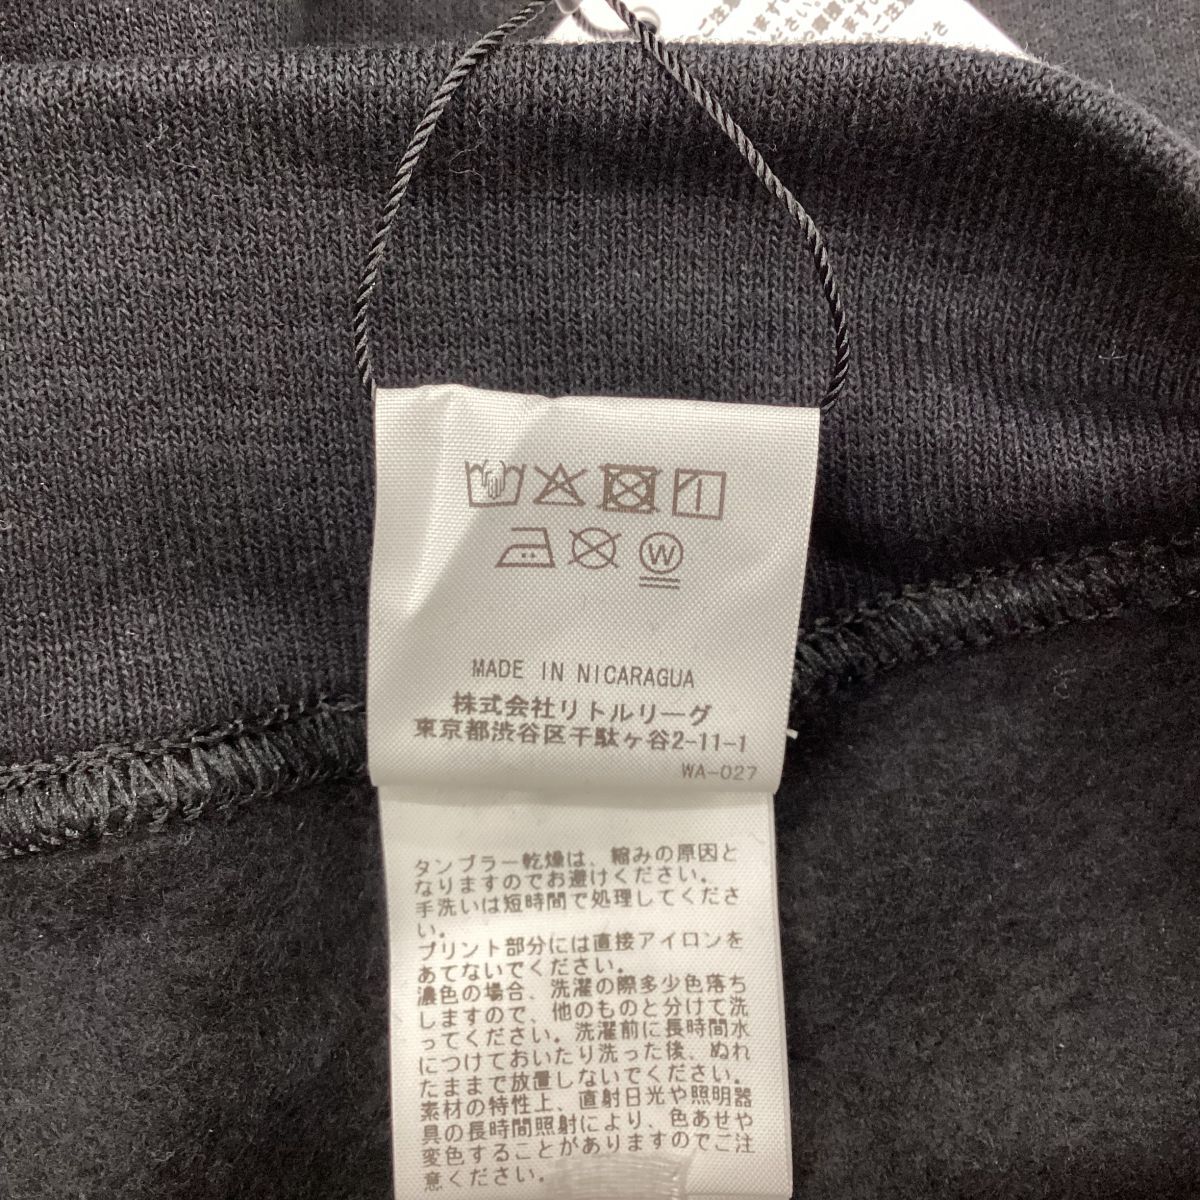 MADE IN NICARAGUA
株式会社リトルリーグ
東京都渋谷区千駄ヶ谷2-11-1
WA-027
タンブラー乾燥は、縮みの原因と
なりますのでお避けください。
手洗いは短時間で処理してくださ
い。
プリント部分には直接アイロンを
あてないでください。
濃色の場合、洗濯の際多少色落ち
しますので、他のものと分けて洗
ってください。洗濯前に長時間水
につけておいたり洗った後、ぬれ
たままで放置しないでください。
素材の特性上、直射日光や照明器
具の長時間照射により、色あせや
変色することがありますのでご注
意ください。